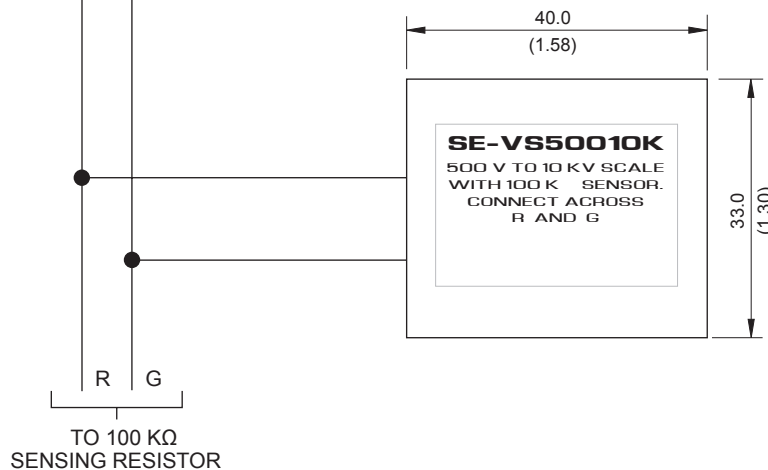 40.0
(1.58)
SE-VS50010K
500 V TO 10 KV SCALE
WITH 100 K SENSOR.
CONNECT ACROSS
R AND G
33.0
(1.30)
R G
TO 100 KΩ
SENSING RESISTOR